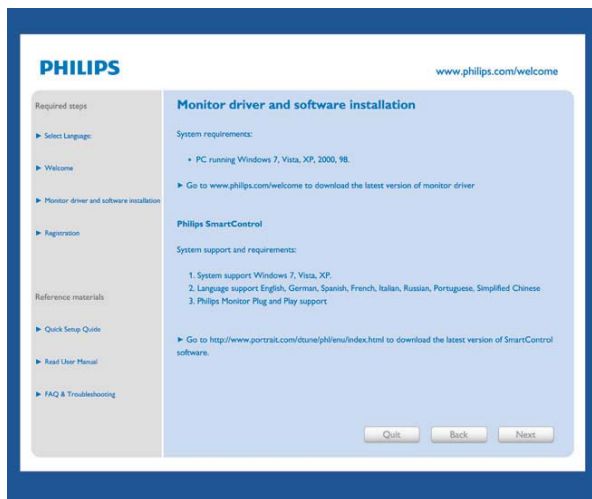 PHILIPS
www.philips.com/welcome
Required steps
▶ Select Language:
▶ Welcome
▶ Monitor driver and software installation
▶ Registration
Reference materials
▶ Quick Setup Quide
▶ Read User Manual
▶ FAQ & Troubleshooting
Monitor driver and software installation
System requirements:
• PC running Windows 7, Vista, XP, 2000, 98.
▶ Go to www.philips.com/welcome to download the latest version of monitor driver
Philips SmartControl
System support and requirements:
1. System support Windows 7, Vista, XP.
2. Language support English, German, Spanish, French, Italian, Russian, Portuguese, Simplified Chinese
3. Philips Monitor Plug and Play support
▶ Go to http://www.portrait.com/dtune/phl/enu/index.html to download the latest version of SmartControl
software.
Quit
Back
Next